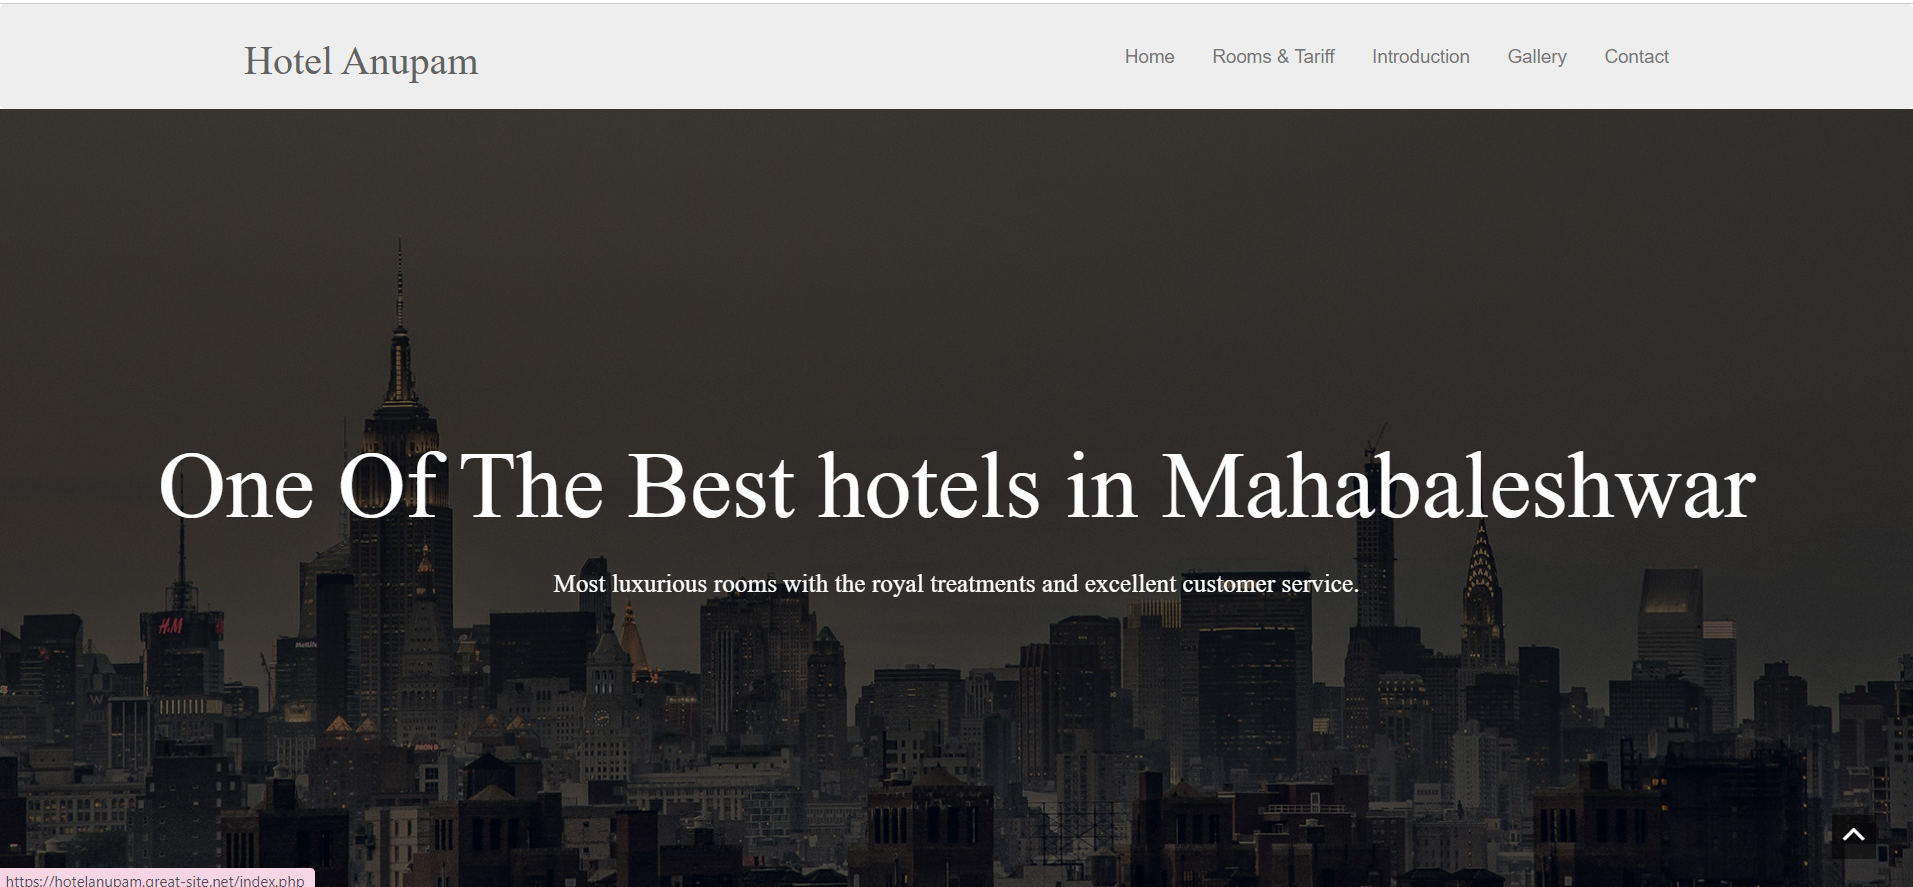 Hotel Anupam
Home Rooms & Tariff Introduction Gallery Contact
One Of The Best hotels in Mahabaleshwar
Most luxurious rooms with the royal treatments and excellent customer service.
H&M
MetLife
W
https://hotelanupam.great-site.net/index.php